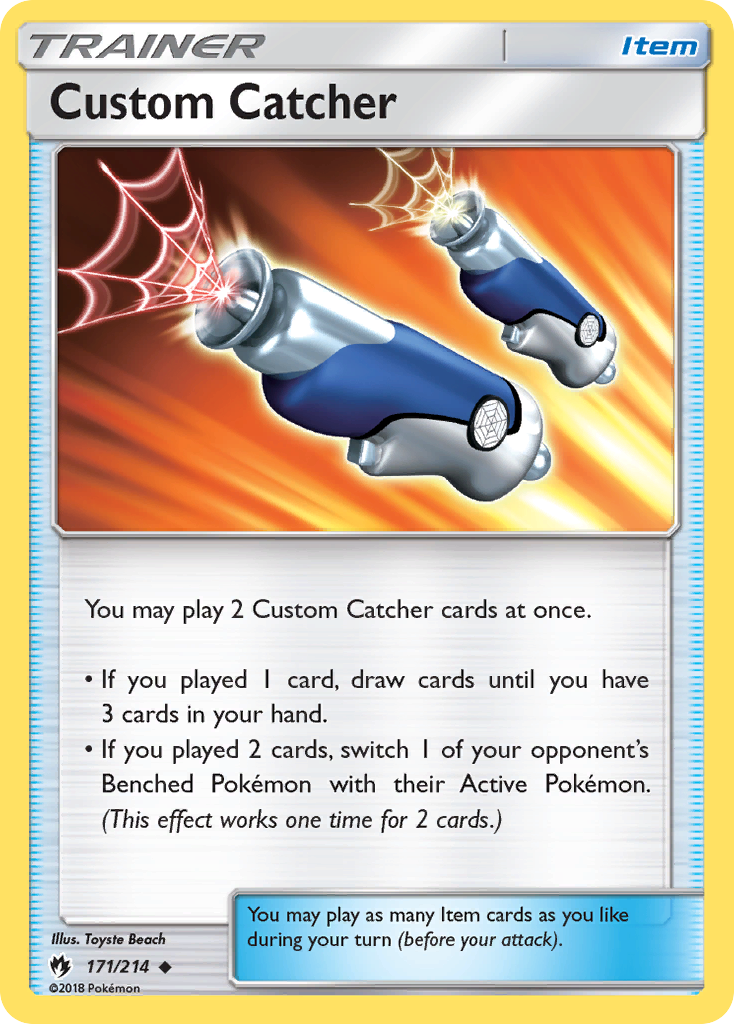 TRAINER Item
Custom Catcher
You may play 2 Custom Catcher cards at once.
• If you played 1 card, draw cards until you have
3 cards in your hand.
• If you played 2 cards, switch 1 of your opponent's
Benched Pokémon with their Active Pokémon.
(This effect works one time for 2 cards.)
You may play as many Item cards as you like
during your turn (before your attack).
Illus. Toyste Beach
171/214 ◆
©2018 Pokémon